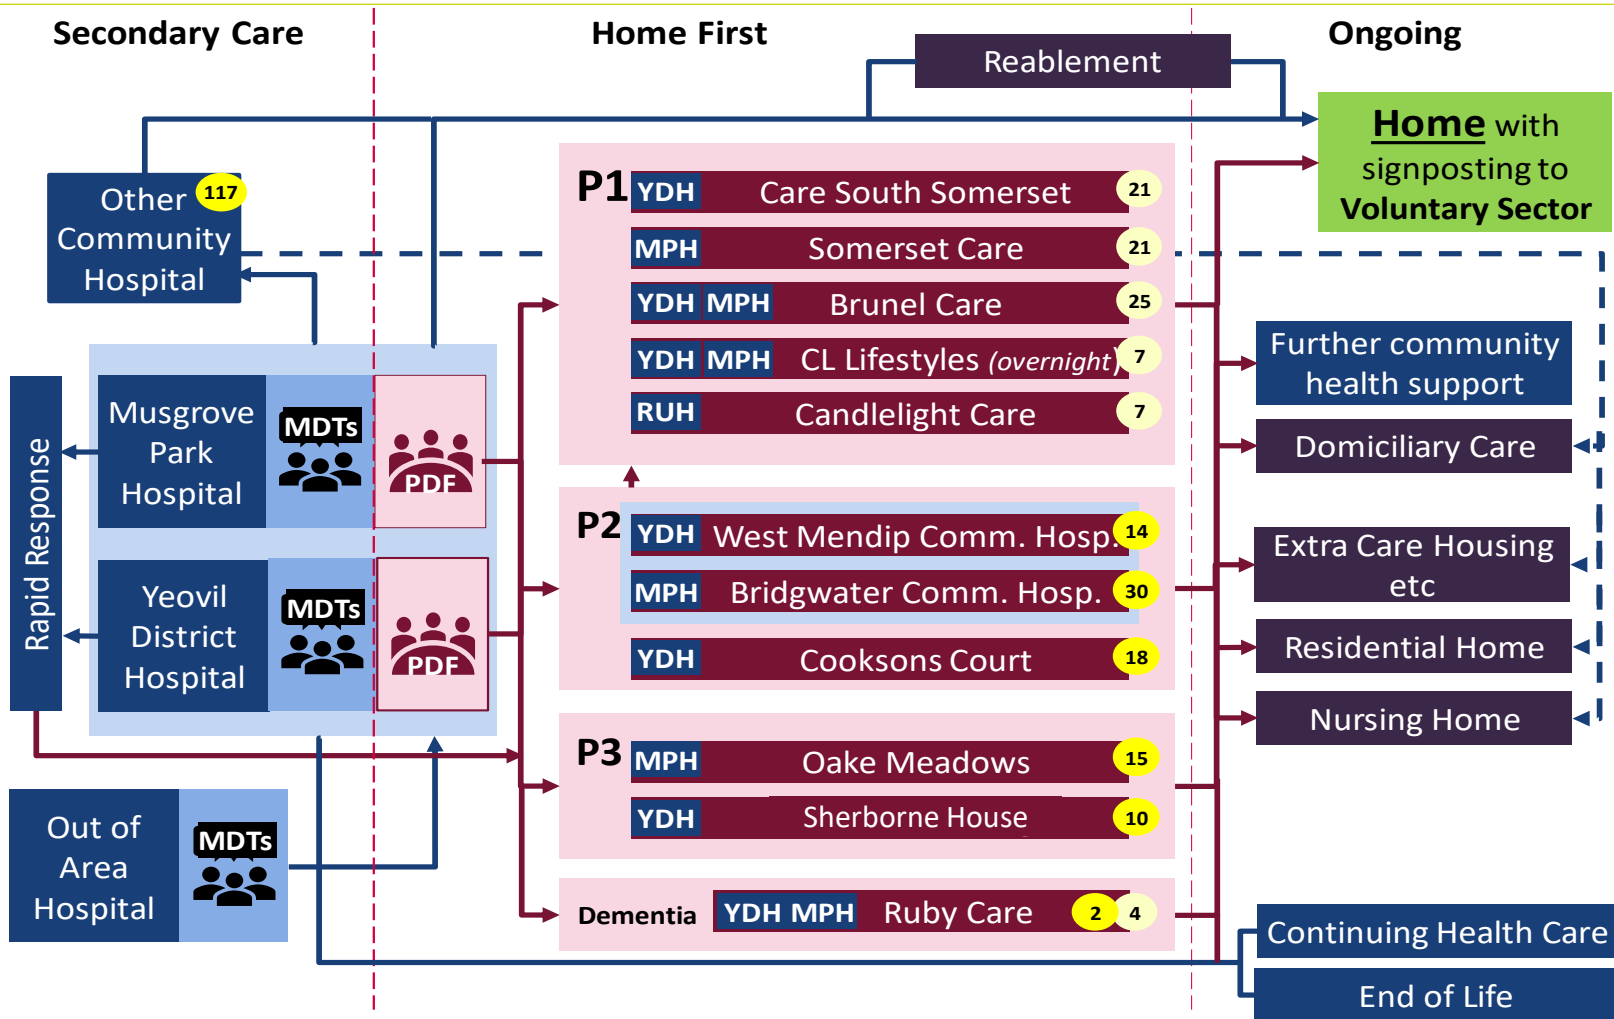 Secondary Care
Home First
Ongoing
Reablement
Home with
signposting to
Voluntary Sector
Other
Community
Hospital
117
P1
YDH Care South Somerset 21
MPH Somerset Care 21
YDH MPH Brunel Care 25
YDH MPH CL Lifestyles (overnight) 7
RUH Candlelight Care 7
Rapid Response
Musgrove
Park
Hospital
MDTs
PDF
Yeovil
District
Hospital
MDTs
PDF
P2
YDH West Mendip Comm. Hosp. 14
MPH Bridgwater Comm. Hosp. 30
YDH Cooksons Court 18
P3
MPH Oake Meadows 15
YDH Sherborne House 10
Out of
Area
Hospital
MDTs
Dementia YDH MPH Ruby Care 2 4
Further community
health support
Domiciliary Care
Extra Care Housing
etc
Residential Home
Nursing Home
Continuing Health Care
End of Life